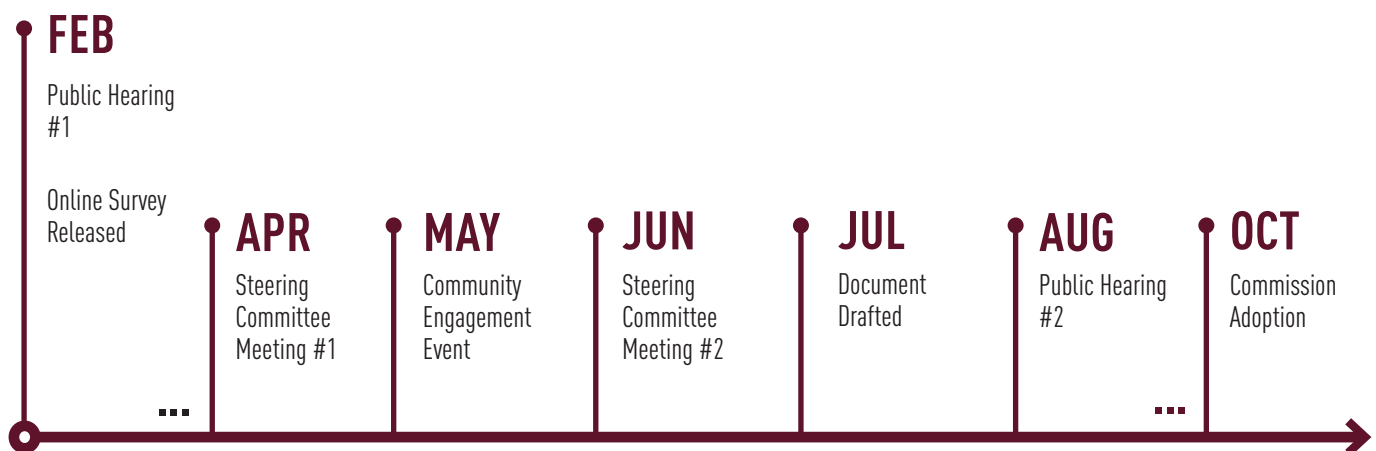 FEB
Public Hearing
#1
Online Survey
Released
APR
Steering
Committee
Meeting #1
MAY
Community
Engagement
Event
JUN
Steering
Committee
Meeting #2
JUL
Document
Drafted
AUG
Public Hearing
#2
OCT
Commission
Adoption